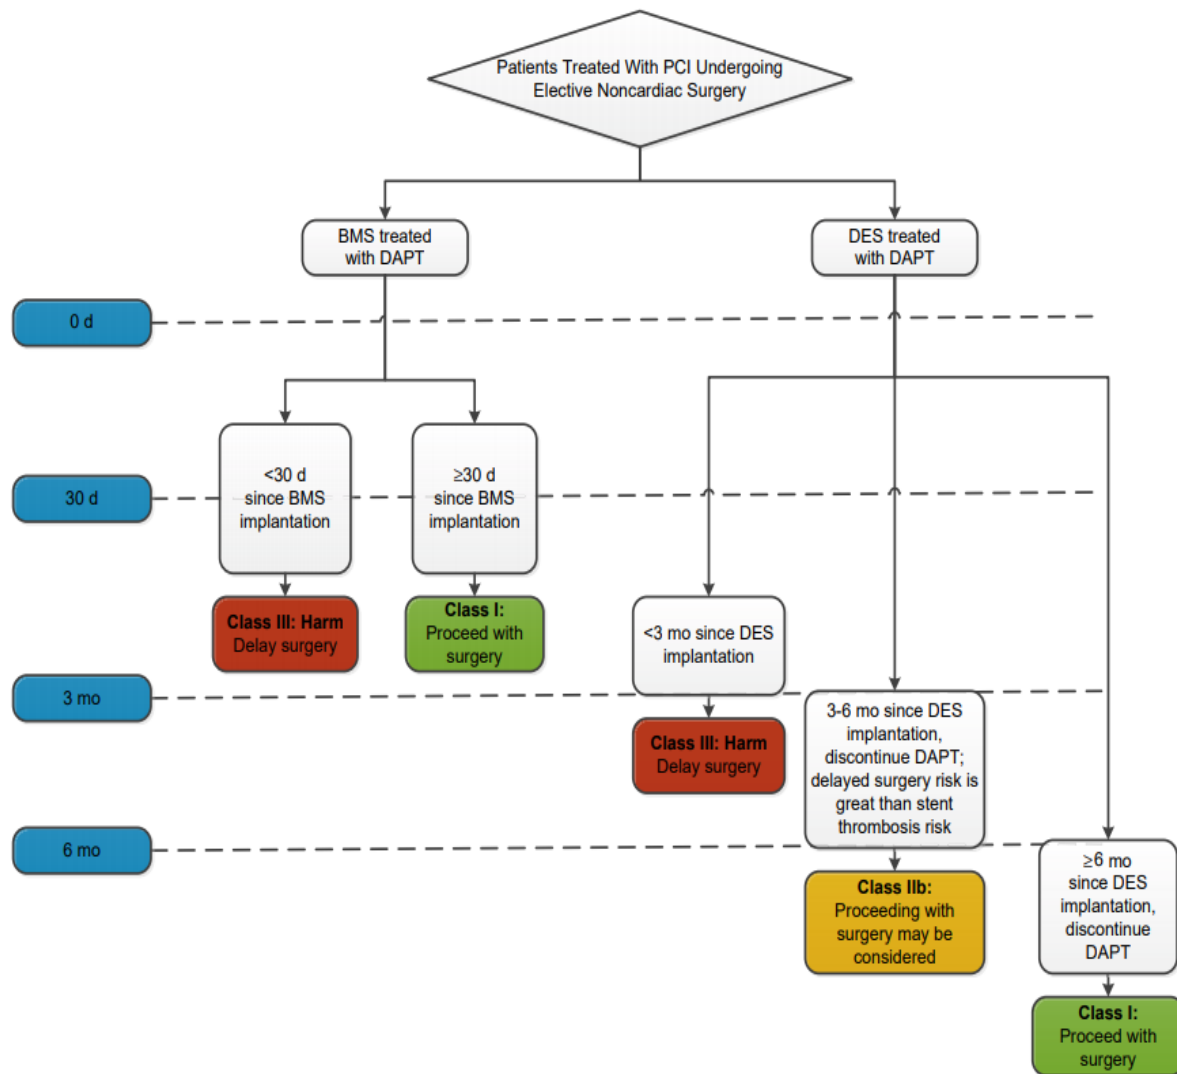 Patients Treated With PCI Undergoing
Elective Noncardiac Surgery
BMS treated
with DAPT
DES treated
with DAPT
0 d
<30 d
since BMS
implantation
≥30 d
since BMS
implantation
30 d
Class III: Harm
Delay surgery
Class I:
Proceed with
surgery
<3 mo since DES
implantation
3 mo
Class III: Harm
Delay surgery
3-6 mo since DES
implantation,
discontinue DAPT;
delayed surgery risk is
great than stent
thrombosis risk
6 mo
Class IIb:
Proceeding with
surgery may be
considered
≥6 mo
since DES
implantation,
discontinue
DAPT
Class I:
Proceed with
surgery